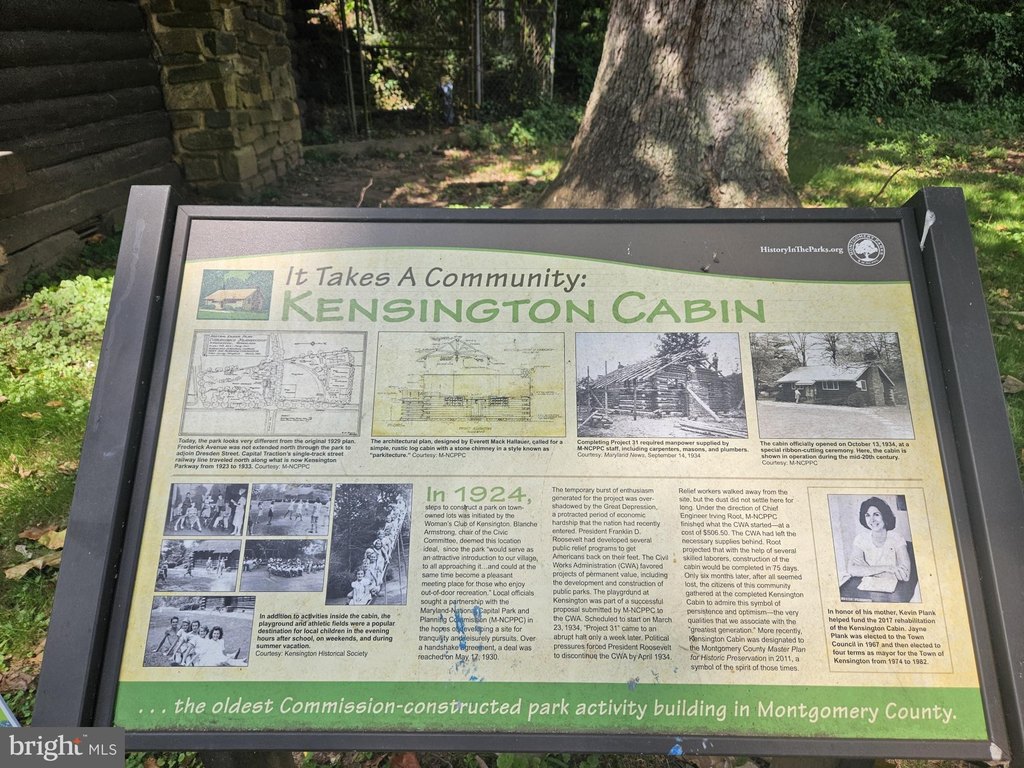 HistoryInTheParks.org
MONTGOMERY PARKS
It Takes A Community:
KENSINGTON CABIN
Today, the park looks very different from the original 1929 plan.
Frederick Avenue was not extended north through the park to
adjoin Dresden Street. Capital Traction's single-track street
railway line traveled north along what is now Kensington
Parkway from 1923 to 1933. Courtesy: M-NCPPC
The architectural plan, designed by Everett Mack Hallauer, called for a
simple, rustic log cabin with a stone chimney in a style known as
"parkitecture." Courtesy: M-NCPPC
Completing Project 31 required manpower supplied by
M-NCPPC staff, including carpenters, masons, and plumbers.
Courtesy: Maryland News, September 14, 1934
The cabin officially opened on October 13, 1934, at a
special ribbon-cutting ceremony. Here, the cabin is
shown in operation during the mid-20th century.
Courtesy: M-NCPPC
In addition to activities inside the cabin, the
playground and athletic fields were a popular
destination for local children in the evening
hours after school, on weekends, and during
summer vacation.
Courtesy: Kensington Historical Society
In 1924,
steps to construct a park on town-
owned lots was initiated by the
Woman's Club of Kensington. Blanche
Armstrong, chair of the Civic
Committee, deemed this location
ideal, since the park "would serve as
an attractive introduction to our village,
to all approaching it...and could at the
same time become a pleasant
meeting place for those who enjoy
out-of-door recreation." Local officials
sought a partnership with the
Maryland-National Capital Park and
Planning Commission (M-NCPPC) in
the hopes of developing a site for
tranquility and leisurely pursuits. Over
a handshake agreement, a deal was
reached on May 17, 1930.
The temporary burst of enthusiasm
generated for the project was over-
shadowed by the Great Depression,
a protracted period of economic
hardship that the nation had recently
entered. President Franklin D.
Roosevelt had developed several
public relief programs to get
Americans back on their feet. The Civil
Works Administration (CWA) favored
projects of permanent value, including
the development and construction of
public parks. The playground at
Kensington was part of a successful
proposal submitted by M-NCPPC to
the CWA. Scheduled to start on March
23, 1934, "Project 31" came to an
abrupt halt only a week later. Political
pressures forced President Roosevelt
to discontinue the CWA by April 1934.
Relief workers walked away from the
site, but the dust did not settle here for
long. Under the direction of Chief
Engineer Irving Root, M-NCPPC
finished what the CWA started—at a
cost of $506.50. The CWA had left the
necessary supplies behind. Root
projected that with the help of several
skilled laborers, construction of the
cabin would be completed in 75 days.
Only six months later, after all seemed
lost, the citizens of this community
gathered at the completed Kensington
Cabin to admire this symbol of
persistence and optimism—the very
qualities that we associate with the
"greatest generation." More recently,
Kensington Cabin was designated to
the Montgomery County Master Plan
for Historic Preservation in 2011, a
symbol of the spirit of those times.
In honor of his mother, Kevin Plank
helped fund the 2017 rehabilitation
of the Kensington Cabin. Jayne
Plank was elected to the Town
Council in 1967 and then elected to
four terms as mayor for the Town of
Kensington from 1974 to 1982.
. . . the oldest Commission-constructed park activity building in Montgomery County.
bright MLS